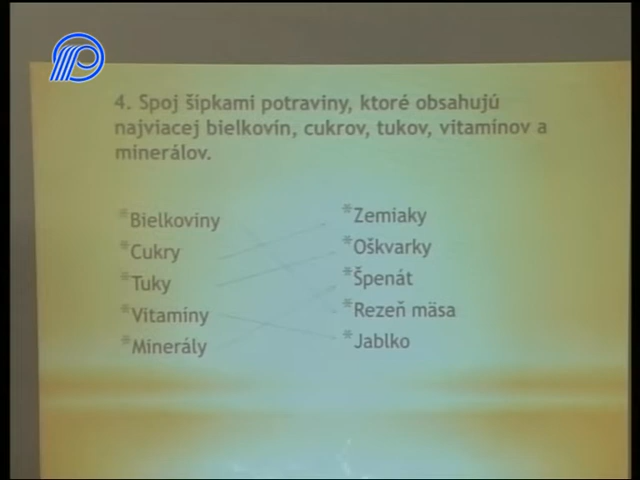 4. Spoj šípkami potraviny, ktoré obsahujú
najviacej bielkovín, cukrov, tukov, vitamínov a
minerálov.
*Bielkoviny
*Cukry
*Tuky
*Vitamíny
*Minerály
*Zemiaky
*Oškvarky
*Špenát
*Rezeň mäsa
*Jablko